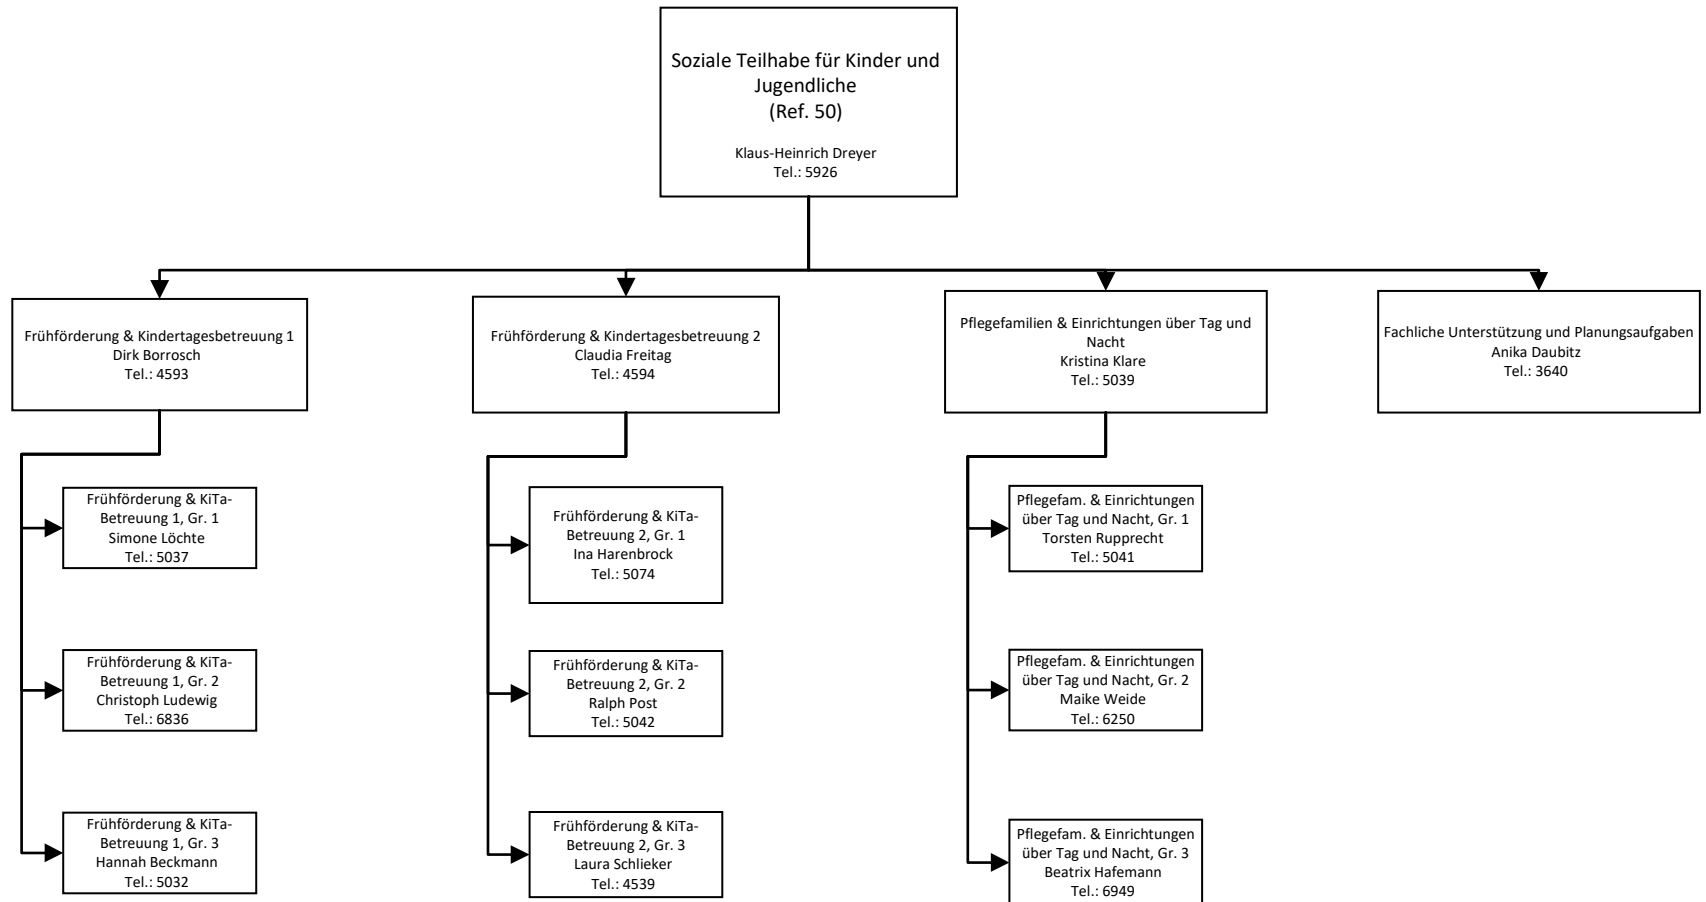 Soziale Teilhabe für Kinder und
Jugendliche
(Ref. 50)
Klaus-Heinrich Dreyer
Tel.: 5926
Frühförderung & Kindertagesbetreuung 1
Dirk Borrosch
Tel.: 4593
Frühförderung & Kindertagesbetreuung 2
Claudia Freitag
Tel.: 4594
Pflegefamilien & Einrichtungen über Tag und
Nacht
Kristina Klare
Tel.: 5039
Fachliche Unterstützung und Planungsaufgaben
Anika Daubitz
Tel.: 3640
Frühförderung & KiTa-
Betreuung 1, Gr. 1
Simone Löchte
Tel.: 5037
Frühförderung & KiTa-
Betreuung 1, Gr. 2
Christoph Ludewig
Tel.: 6836
Frühförderung & KiTa-
Betreuung 1, Gr. 3
Hannah Beckmann
Tel.: 5032
Frühförderung & KiTa-
Betreuung 2, Gr. 1
Ina Harenbrock
Tel.: 5074
Frühförderung & KiTa-
Betreuung 2, Gr. 2
Ralph Post
Tel.: 5042
Frühförderung & KiTa-
Betreuung 2, Gr. 3
Laura Schlieker
Tel.: 4539
Pflegefam. & Einrichtungen
über Tag und Nacht, Gr. 1
Torsten Rupprecht
Tel.: 5041
Pflegefam. & Einrichtungen
über Tag und Nacht, Gr. 2
Maike Weide
Tel.: 6250
Pflegefam. & Einrichtungen
über Tag und Nacht, Gr. 3
Beatrix Hafemann
Tel.: 6949